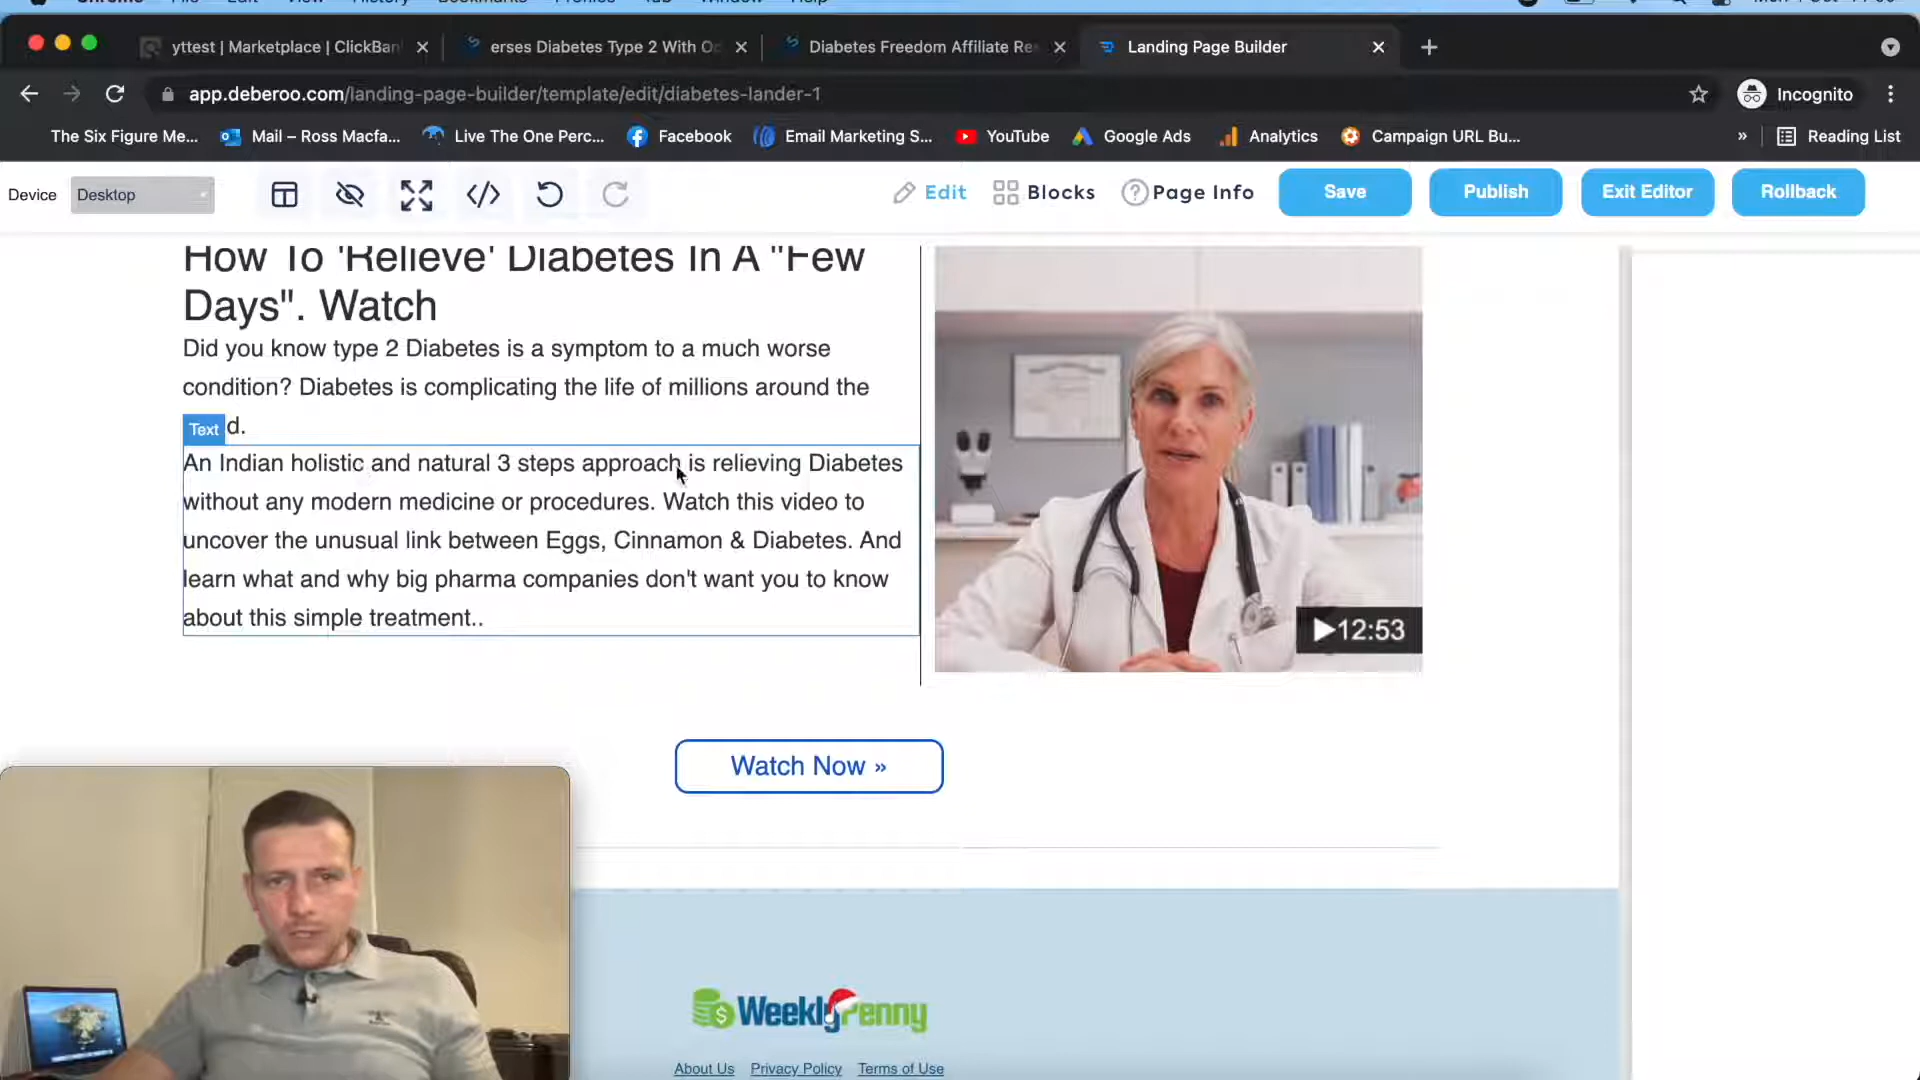 yttest | Marketplace | ClickBan
erses Diabetes Type 2 With Od
Diabetes Freedom Affiliate Re
Landing Page Builder
app.deberoo.com/landing-page-builder/template/edit/diabetes-lander-1
Incognito
The Six Figure Me...
Mail – Ross Macfa...
Live The One Perc...
Facebook
Email Marketing S...
YouTube
Google Ads
Analytics
Campaign URL Bu...
»
Reading List
Device
Desktop
Edit
Blocks
Page Info
Save
Publish
Exit Editor
Rollback
How To 'Relieve' Diabetes In A "Few
Days". Watch
Did you know type 2 Diabetes is a symptom to a much worse
condition? Diabetes is complicating the life of millions around the
d.
Text
An Indian holistic and natural 3 steps approach is relieving Diabetes
without any modern medicine or procedures. Watch this video to
uncover the unusual link between Eggs, Cinnamon & Diabetes. And
learn what and why big pharma companies don't want you to know
about this simple treatment..
12:53
Watch Now »
WeeklyPenny
About Us
Privacy Policy
Terms of Use